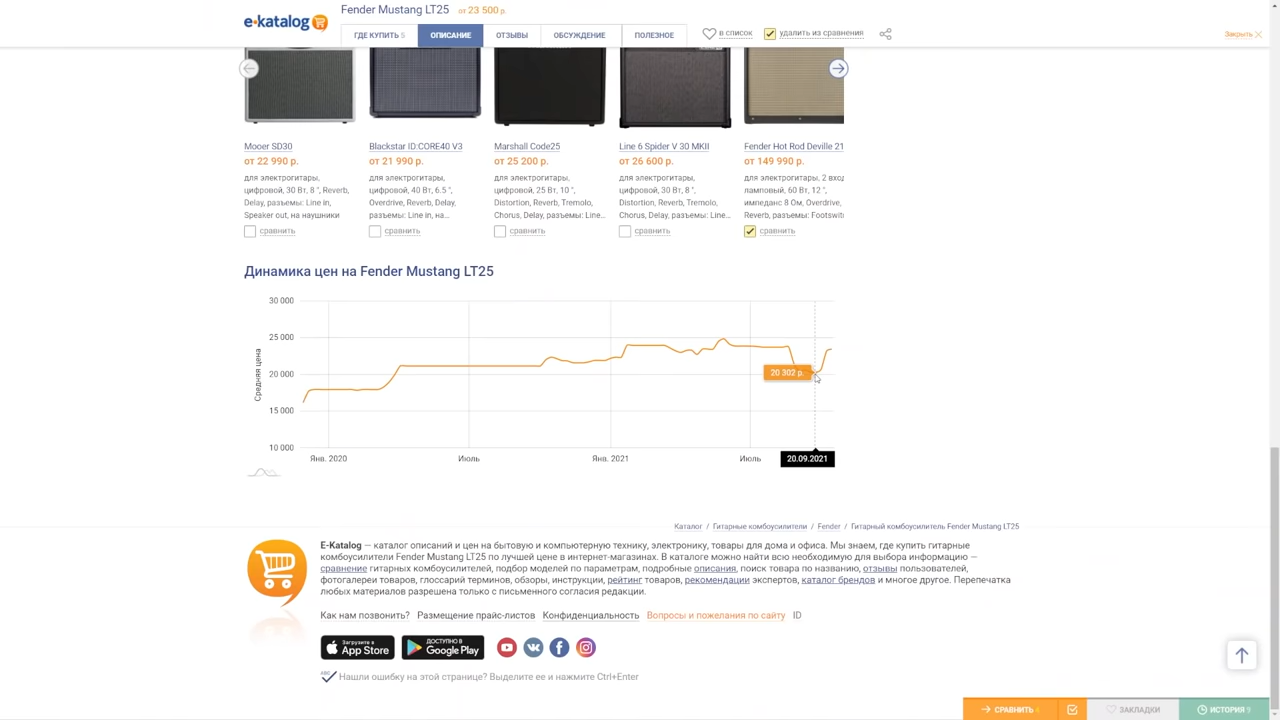 e-katalog
Fender Mustang LT25 от 23 500 р.
ГДЕ КУПИТЬ 5 ОПИСАНИЕ ОТЗЫВЫ ОБСУЖДЕНИЕ ПОЛЕЗНОЕ
в список удалить из сравнения
Закрыть
Mooer SD30
от 22 990 р.
для электрогитары,
цифровой, 30 Вт, 8 ", Reverb,
Delay, разъемы: Line in,
Speaker out, на наушники
сравнить
Blackstar ID:CORE40 V3
от 21 990 р.
для электрогитары,
цифровой, 40 Вт, 6.5 ",
Overdrive, Reverb, Delay,
разъемы: Line in, на...
сравнить
Marshall Code25
от 25 200 р.
для электрогитары,
цифровой, 25 Вт, 10 ",
Distortion, Reverb, Tremolo,
Chorus, Delay, разъемы: Line...
сравнить
Line 6 Spider V 30 MKII
от 26 600 р.
для электрогитары,
цифровой, 30 Вт, 8 ",
Distortion, Reverb, Tremolo,
Chorus, Delay, разъемы: Line...
сравнить
Fender Hot Rod Deville 21
от 149 990 р.
для электрогитары, 2 вход
ламповый, 60 Вт, 12 ",
импеданс 8 Ом, Overdrive,
Reverb, разъемы: Footswit
сравнить
Динамика цен на Fender Mustang LT25
Средняя цена
30 000
25 000
20 000
15 000
10 000
20 302 р.
Янв. 2020 Июль Янв. 2021 Июль 20.09.2021
Каталог / Гитарные комбоусилители / Fender / Гитарный комбоусилитель Fender Mustang LT25
E-Katalog — каталог описаний и цен на бытовую и компьютерную технику, электронику, товары для дома и офиса. Мы знаем, где купить гитарные
комбоусилители Fender Mustang LT25 по лучшей цене в интернет-магазинах. В каталоге можно найти всю необходимую для выбора информацию —
сравнение гитарных комбоусилителей, подбор моделей по параметрам, подробные описания, поиск товара по названию, отзывы пользователей,
фотогалереи товаров, глоссарий терминов, обзоры, инструкции, рейтинг товаров, рекомендации экспертов, каталог брендов и многое другое. Перепечатка
любых материалов разрешена только с письменного согласия редакции.
Как нам позвонить? Размещение прайс-листов Конфиденциальность Вопросы и пожелания по сайту ID
Загрузите в App Store
ДОСТУПНО В Google Play
Нашли ошибку на этой странице? Выделите ее и нажмите Ctrl+Enter
СРАВНИТЬ ЗАКЛАДКИ ИСТОРИЯ 9